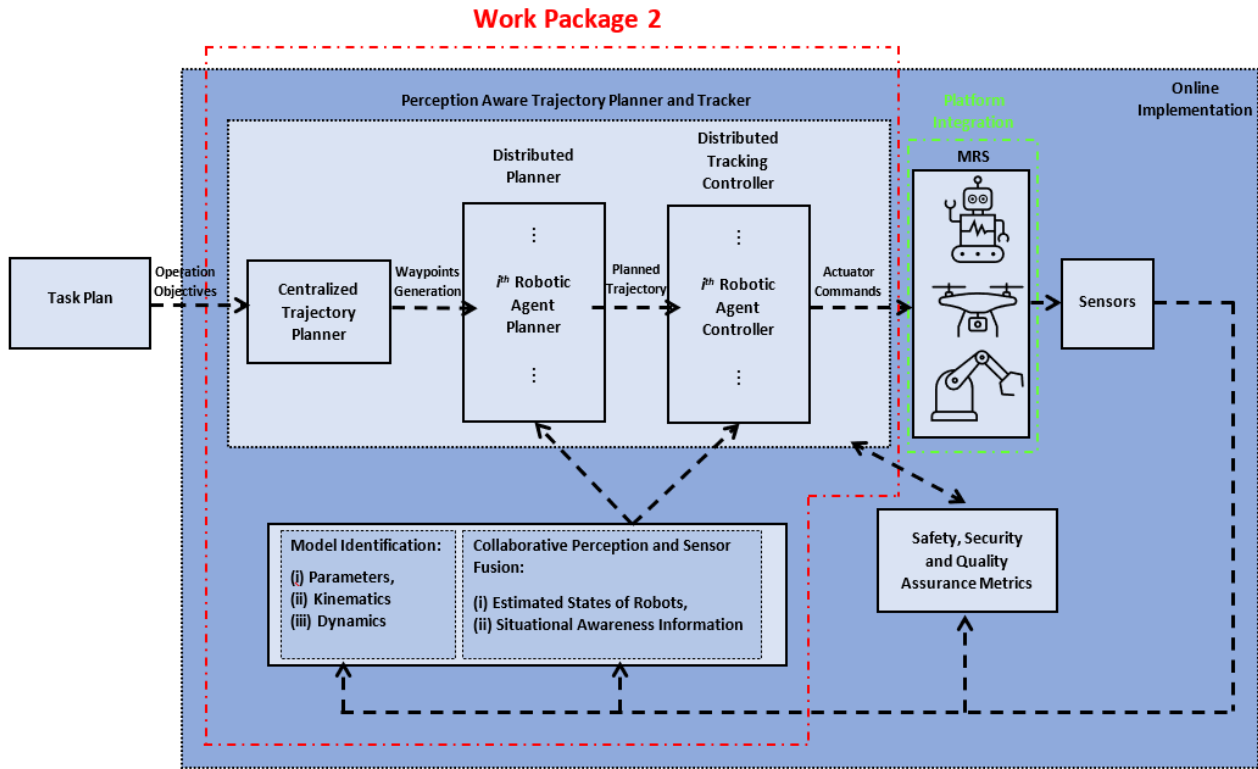 Work Package 2
Online
Implementation
Perception Aware Trajectory Planner and Tracker
Platform
Integration
Distributed
Planner
Distributed
Tracking
Controller
MRS
Task Plan
Operation
Objectives
Centralized
Trajectory
Planner
Waypoints
Generation
⋮
iᵗʰ Robotic
Agent
Planner
⋮
Planned
Trajectory
⋮
iᵗʰ Robotic
Agent
Controller
⋮
Actuator
Commands
Sensors
Model Identification:
(i) Parameters,
(ii) Kinematics
(iii) Dynamics
Collaborative Perception and Sensor
Fusion:
(i) Estimated States of Robots,
(ii) Situational Awareness Information
Safety, Security
and Quality
Assurance Metrics